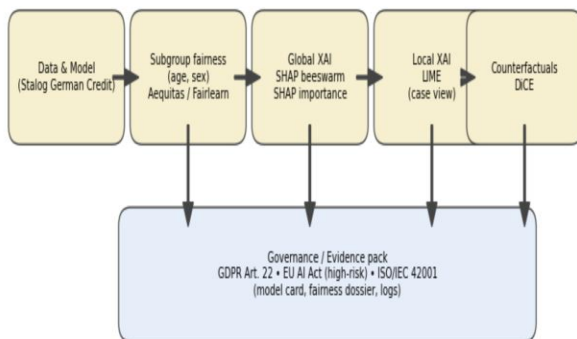 Data & Model
(Stalog German Credit)
Subgroup fairness
(age, sex)
Aequitas / Fairlearn
Global XAI
SHAP beeswarm
SHAP importance
Local XAI
LIME
(case view)
Counterfactuals
DiCE
Governance / Evidence pack
GDPR Art. 22 • EU AI Act (high-risk) • ISO/IEC 42001
(model card, fairness dossier, logs)